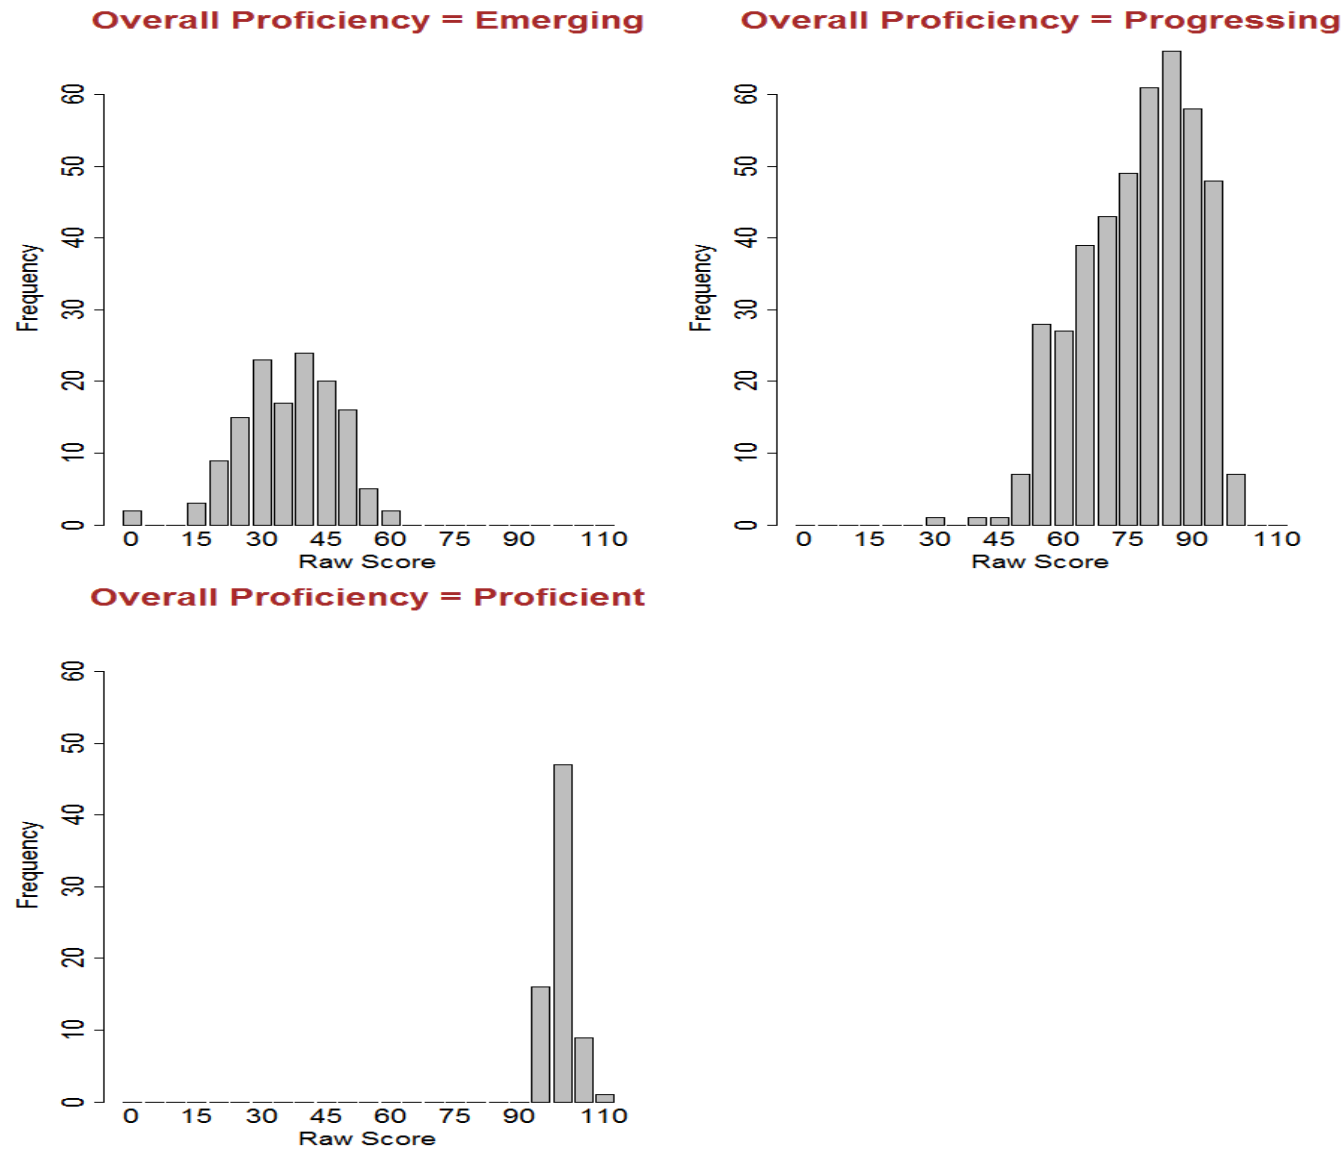 Overall Proficiency = Emerging
Frequency
0 10 20 30 40 50 60
0 15 30 45 60 75 90 110
Raw Score
Overall Proficiency = Progressing
Frequency
0 10 20 30 40 50 60
0 15 30 45 60 75 90 110
Raw Score
Overall Proficiency = Proficient
Frequency
0 10 20 30 40 50 60
0 15 30 45 60 75 90 110
Raw Score